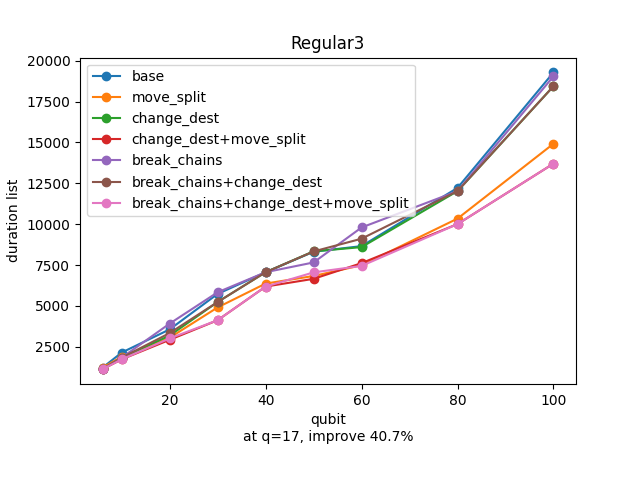 Regular3
duration list
20000
17500
15000
12500
10000
7500
5000
2500
base
move_split
change_dest
change_dest+move_split
break_chains
break_chains+change_dest
break_chains+change_dest+move_split
20 40 60 80 100
qubit
at q=17, improve 40.7%